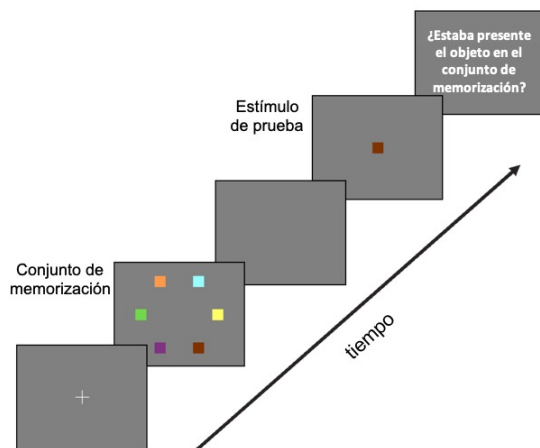 ¿Estaba presente
el objeto en el
conjunto de
memorización?
Estímulo
de prueba
Conjunto de
memorización
tiempo